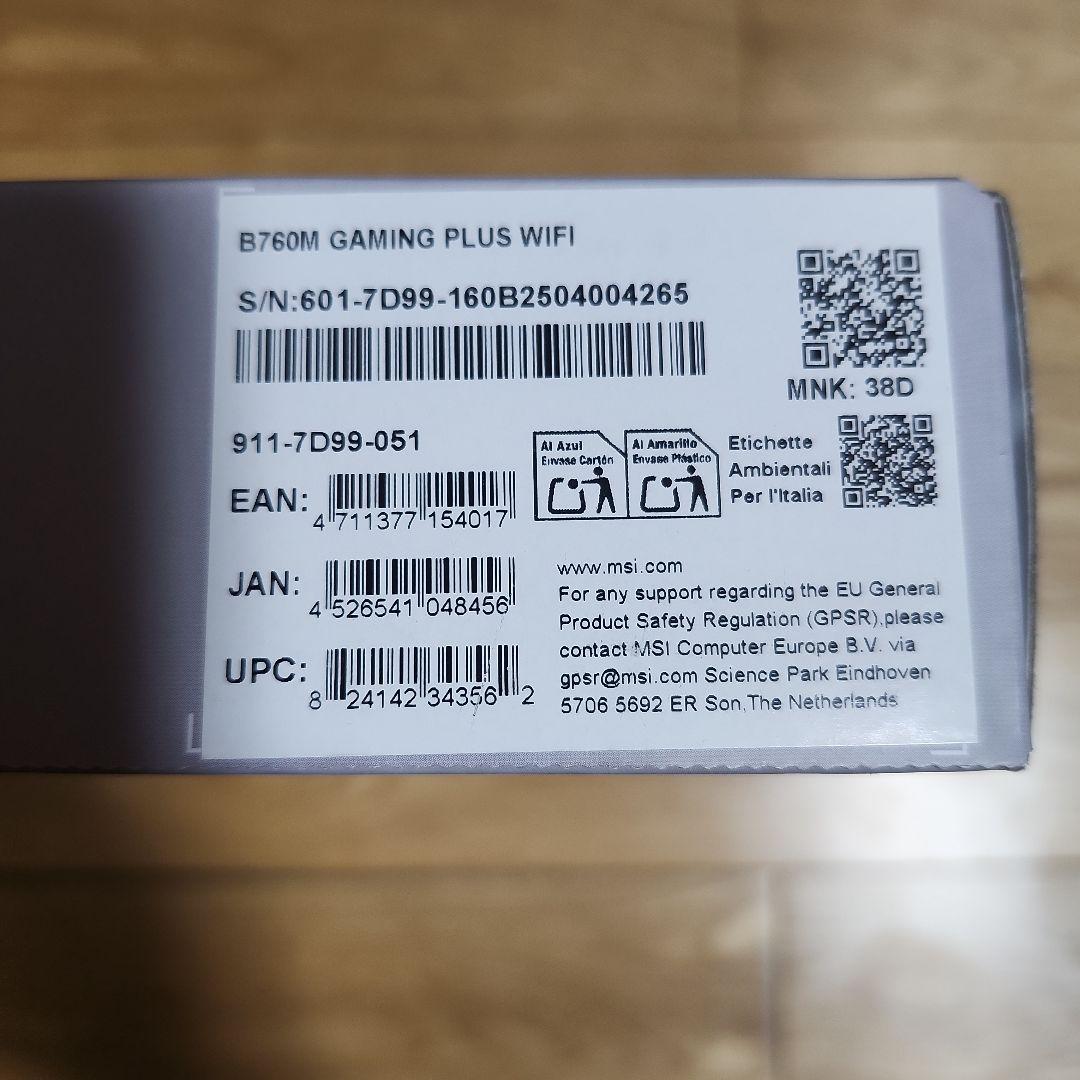 B760M GAMING PLUS WIFI
S/N:601-7D99-160B2504004265
MNK: 38D
911-7D99-051
Al Azul
Envase Cartón
Al Amarillo
Envase Plástico
Etichette
Ambientali
Per l'Italia
EAN:
4 711377 154017
JAN:
4 526541 048456
UPC:
8 24142 34356 2
www.msi.com
For any support regarding the EU General
Product Safety Regulation (GPSR),please
contact MSI Computer Europe B.V. via
gpsr@msi.com Science Park Eindhoven
5706 5692 ER Son,The Netherlands